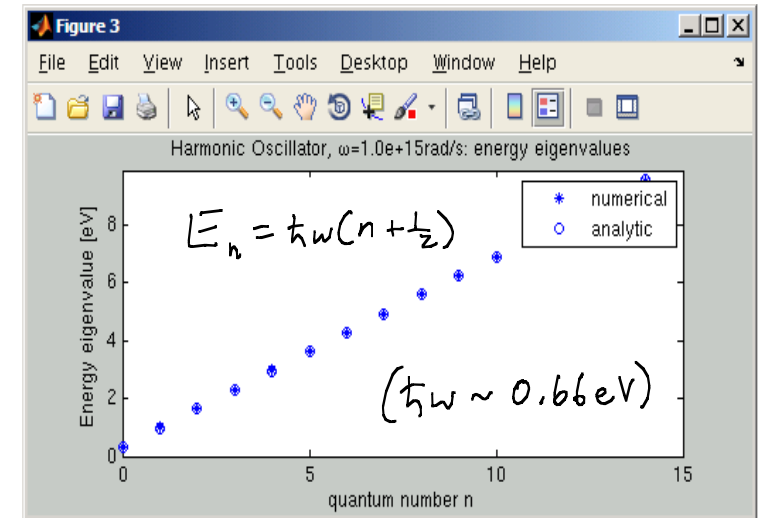 Figure 3
File Edit View Insert Tools Desktop Window Help
Harmonic Oscillator, ω=1.0e+15rad/s: energy eigenvalues
numerical
analytic
Eₙ = ħω(n+½)
(ħω ~ 0.66eV)
Energy eigenvalue [eV]
8
6
4
2
0
0 5 10 15
quantum number n